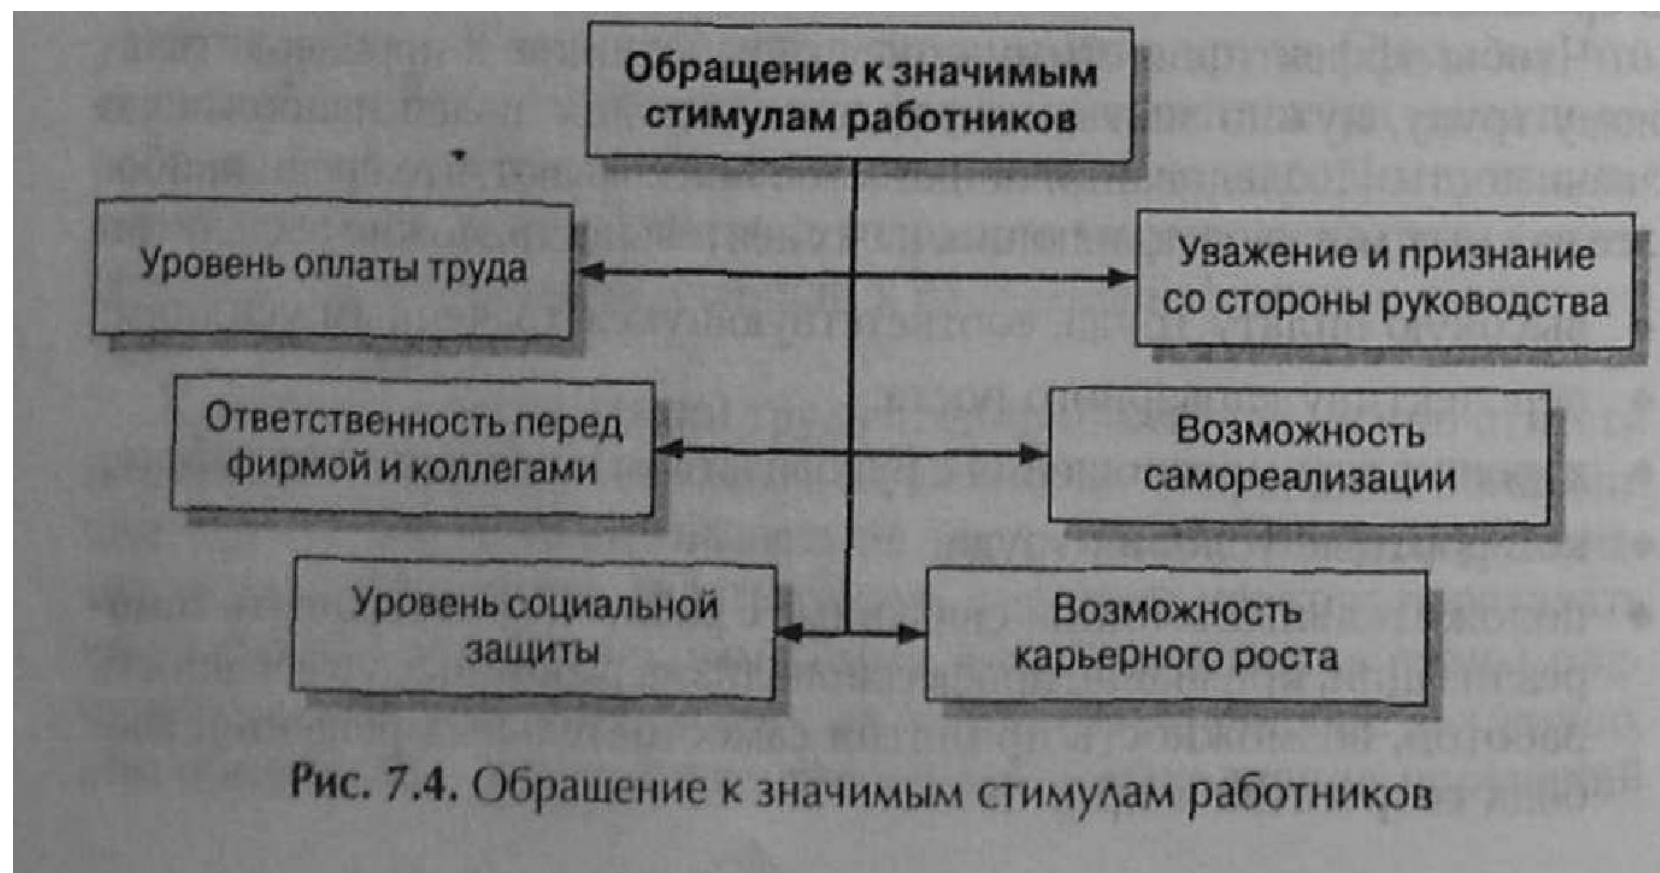 Обращение к значимым
стимулам работников
Уровень оплаты труда
Уважение и признание
со стороны руководства
Ответственность перед
фирмой и коллегами
Возможность
самореализации
Уровень социальной
защиты
Возможность
карьерного роста
Рис. 7.4. Обращение к значимым стимулам работников